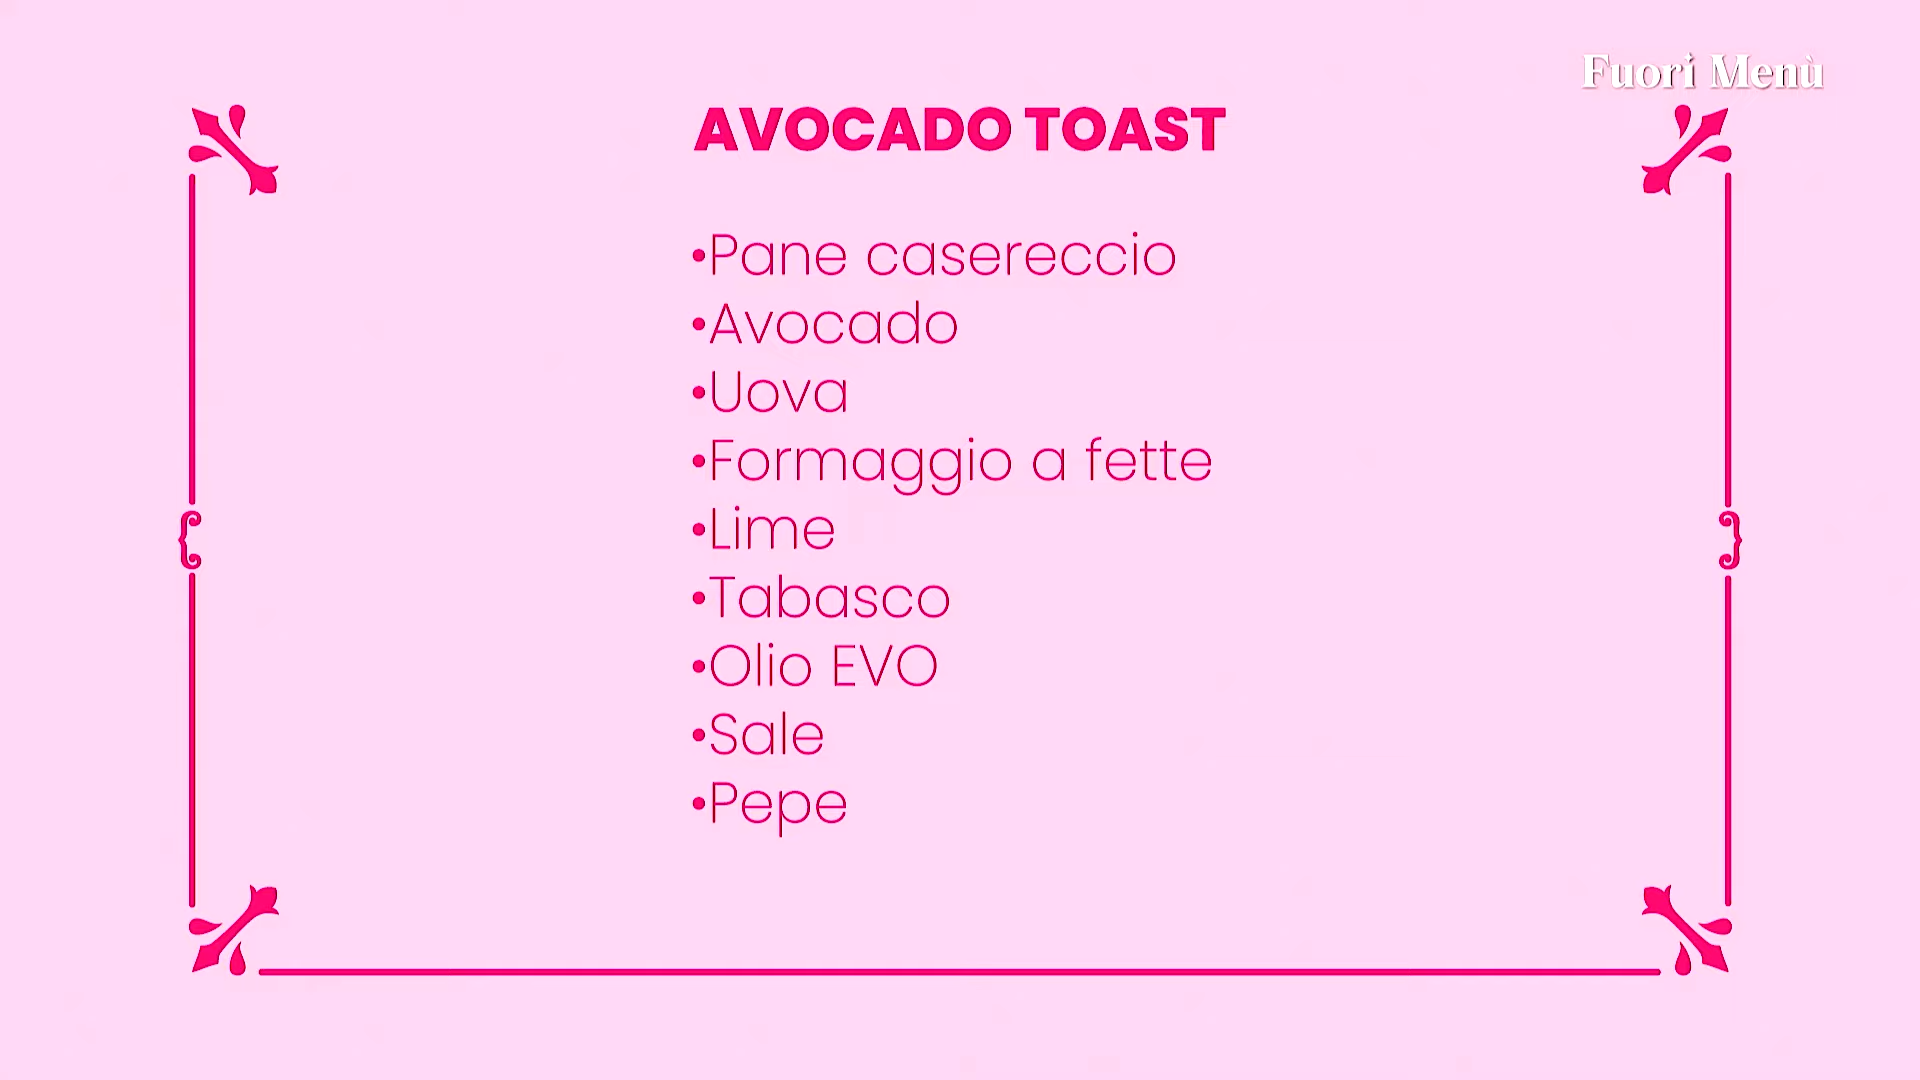 Fuori Menù
AVOCADO TOAST
•Pane casereccio
•Avocado
•Uova
•Formaggio a fette
•Lime
•Tabasco
•Olio EVO
•Sale
•Pepe